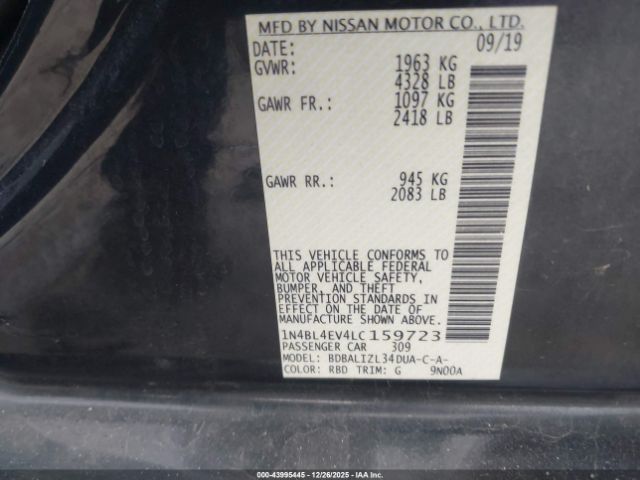 MFD BY NISSAN MOTOR CO., LTD.
DATE: 09/19
GVWR: 1963 KG
4328 LB
GAWR FR.: 1097 KG
2418 LB
GAWR RR.: 945 KG
2083 LB
THIS VEHICLE CONFORMS TO
ALL APPLICABLE FEDERAL
MOTOR VEHICLE SAFETY,
BUMPER, AND THEFT
PREVENTION STANDARDS IN
EFFECT ON THE DATE OF
MANUFACTURE SHOWN ABOVE.
1N4BL4EV4LC159723
PASSENGER CAR 309
MODEL: BDBALIZL34DUA-C-A-
COLOR: RBD TRIM: G 9N00A
000-43995445 - 12/26/2025 - IAA Inc.